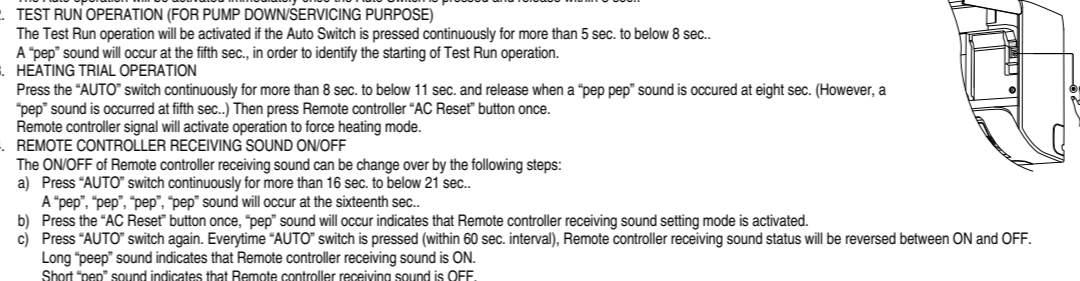 The Auto operation will be activated immediately once the Auto Switch is pressed and release within 5 sec..
. TEST RUN OPERATION (FOR PUMP DOWN/SERVICING PURPOSE)
The Test Run operation will be activated if the Auto Switch is pressed continuously for more than 5 sec. to below 8 sec..
A “pep” sound will occur at the fifth sec., in order to identify the starting of Test Run operation.
. HEATING TRIAL OPERATION
Press the “AUTO” switch continuously for more than 8 sec. to below 11 sec. and release when a “pep pep” sound is occured at eight sec. (However, a
“pep” sound is occurred at fifth sec..) Then press Remote controller “AC Reset” button once.
Remote controller signal will activate operation to force heating mode.
. REMOTE CONTROLLER RECEIVING SOUND ON/OFF
The ON/OFF of Remote controller receiving sound can be change over by the following steps:
a) Press “AUTO” switch continuously for more than 16 sec. to below 21 sec..
A “pep”, “pep”, “pep”, “pep” sound will occur at the sixteenth sec..
b) Press the “AC Reset” button once, “pep” sound will occur indicates that Remote controller receiving sound setting mode is activated.
c) Press “AUTO” switch again. Everytime “AUTO” switch is pressed (within 60 sec. interval), Remote controller receiving sound status will be reversed between ON and OFF.
Long “peep” sound indicates that Remote controller receiving sound is ON.
Short “pep” sound indicates that Remote controller receiving sound is OFF.